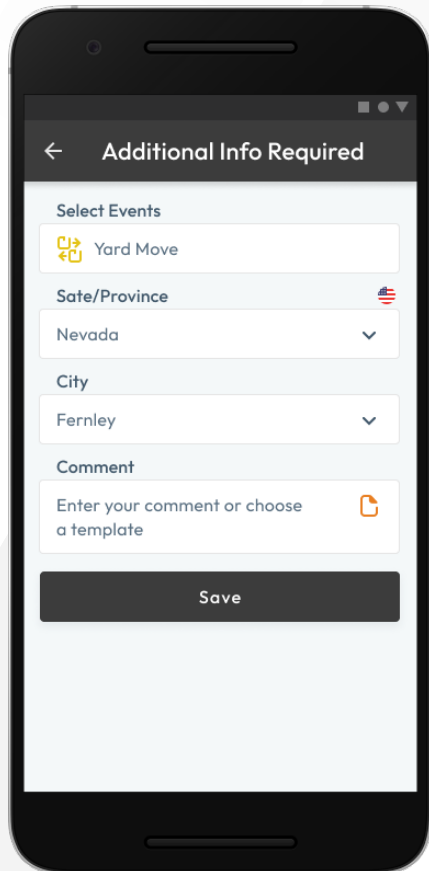 Additional Info Required
Select Events
Yard Move
Sate/Province
Nevada
City
Fernley
Comment
Enter your comment or choose
a template
Save